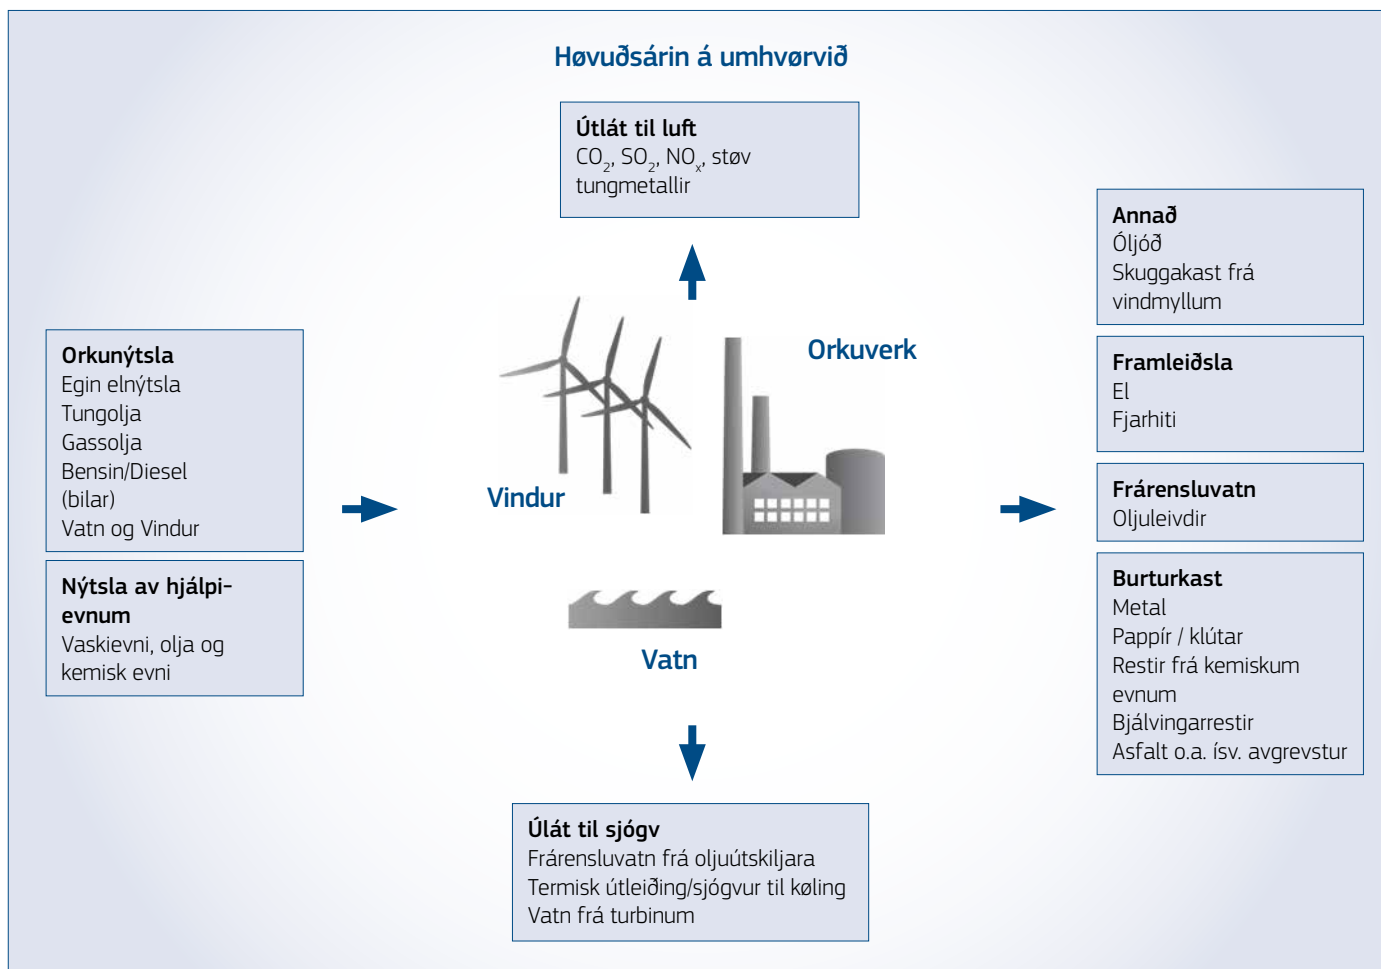 Høvuðsárin á umhvørvið
Útlát til luft
CO₂, SO₂, NOₓ, støv
tungmetallir
Orkunýtsla
Egin elnýtsla
Tungolja
Gassolja
Bensin/Diesel
(bilar)
Vatn og Vindur
Nýtsla av hjálpi-
evnum
Vaskievni, olja og
kemisk evni
Vindur
Orkuverk
Vatn
Annað
Óljóð
Skuggakast frá
vindmyllum
Framleiðsla
El
Fjarhiti
Frárensluvatn
Oljuleivdir
Burturkast
Metal
Pappír / klútar
Restir frá kemiskum
evnum
Bjálvingarrestir
Asfalt o.a. ísv. avgrevstur
Úlát til sjógv
Frárensluvatn frá oljuútskiljara
Termisk útleiðing/sjógvur til køling
Vatn frá turbinum